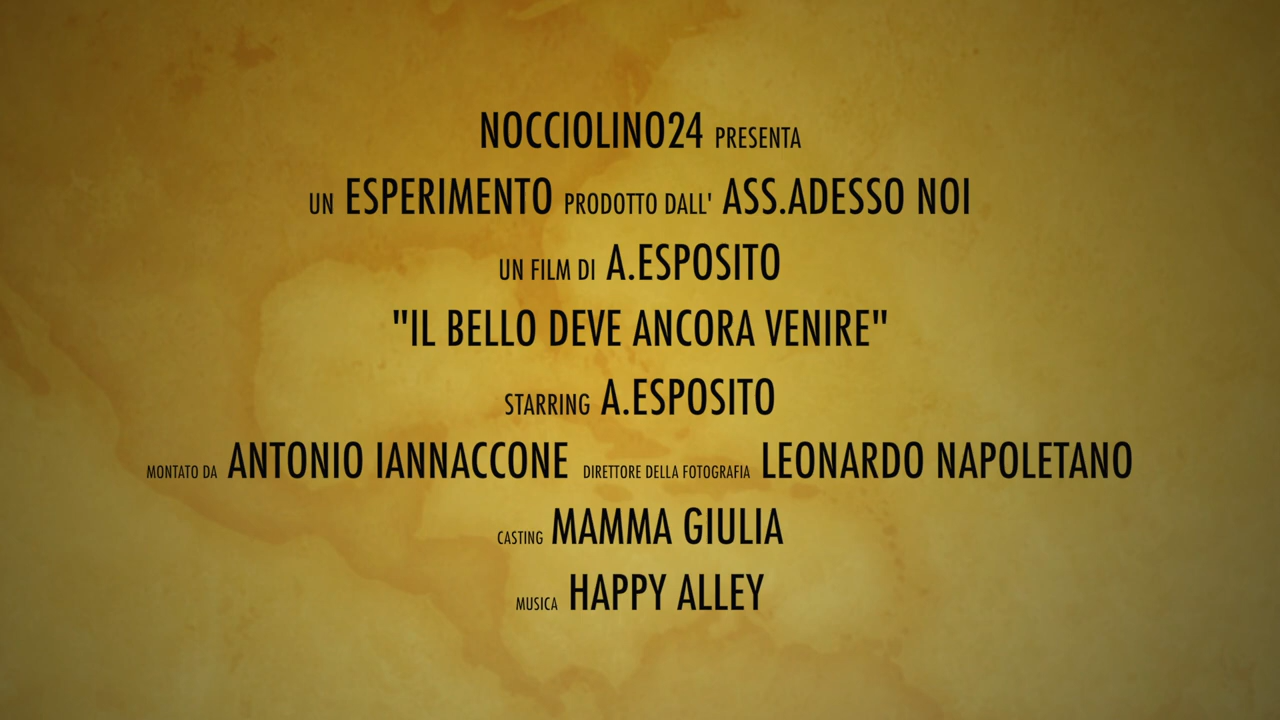 NOCCIOLINO24 PRESENTA
UN ESPERIMENTO PRODOTTO DALL' ASS.ADESSO NOI
UN FILM DI A.ESPOSITO
"IL BELLO DEVE ANCORA VENIRE"
STARRING A.ESPOSITO
MONTATO DA ANTONIO IANNACCONE DIRETTORE DELLA FOTOGRAFIA LEONARDO NAPOLETANO
CASTING MAMMA GIULIA
MUSICA HAPPY ALLEY